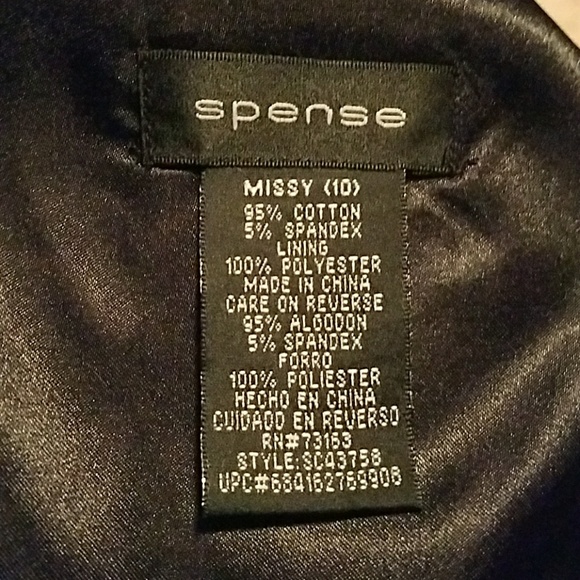 spense
MISSY (10)
95% COTTON
5% SPANDEX
LINING
100% POLYESTER
MADE IN CHINA
CARE ON REVERSE
95% ALGODON
5% SPANDEX
FORRO
100% POLIESTER
HECHO EN CHINA
CUIDADO EN REVERSO
RN#73163
STYLE:SC43758
UPC#684162769908